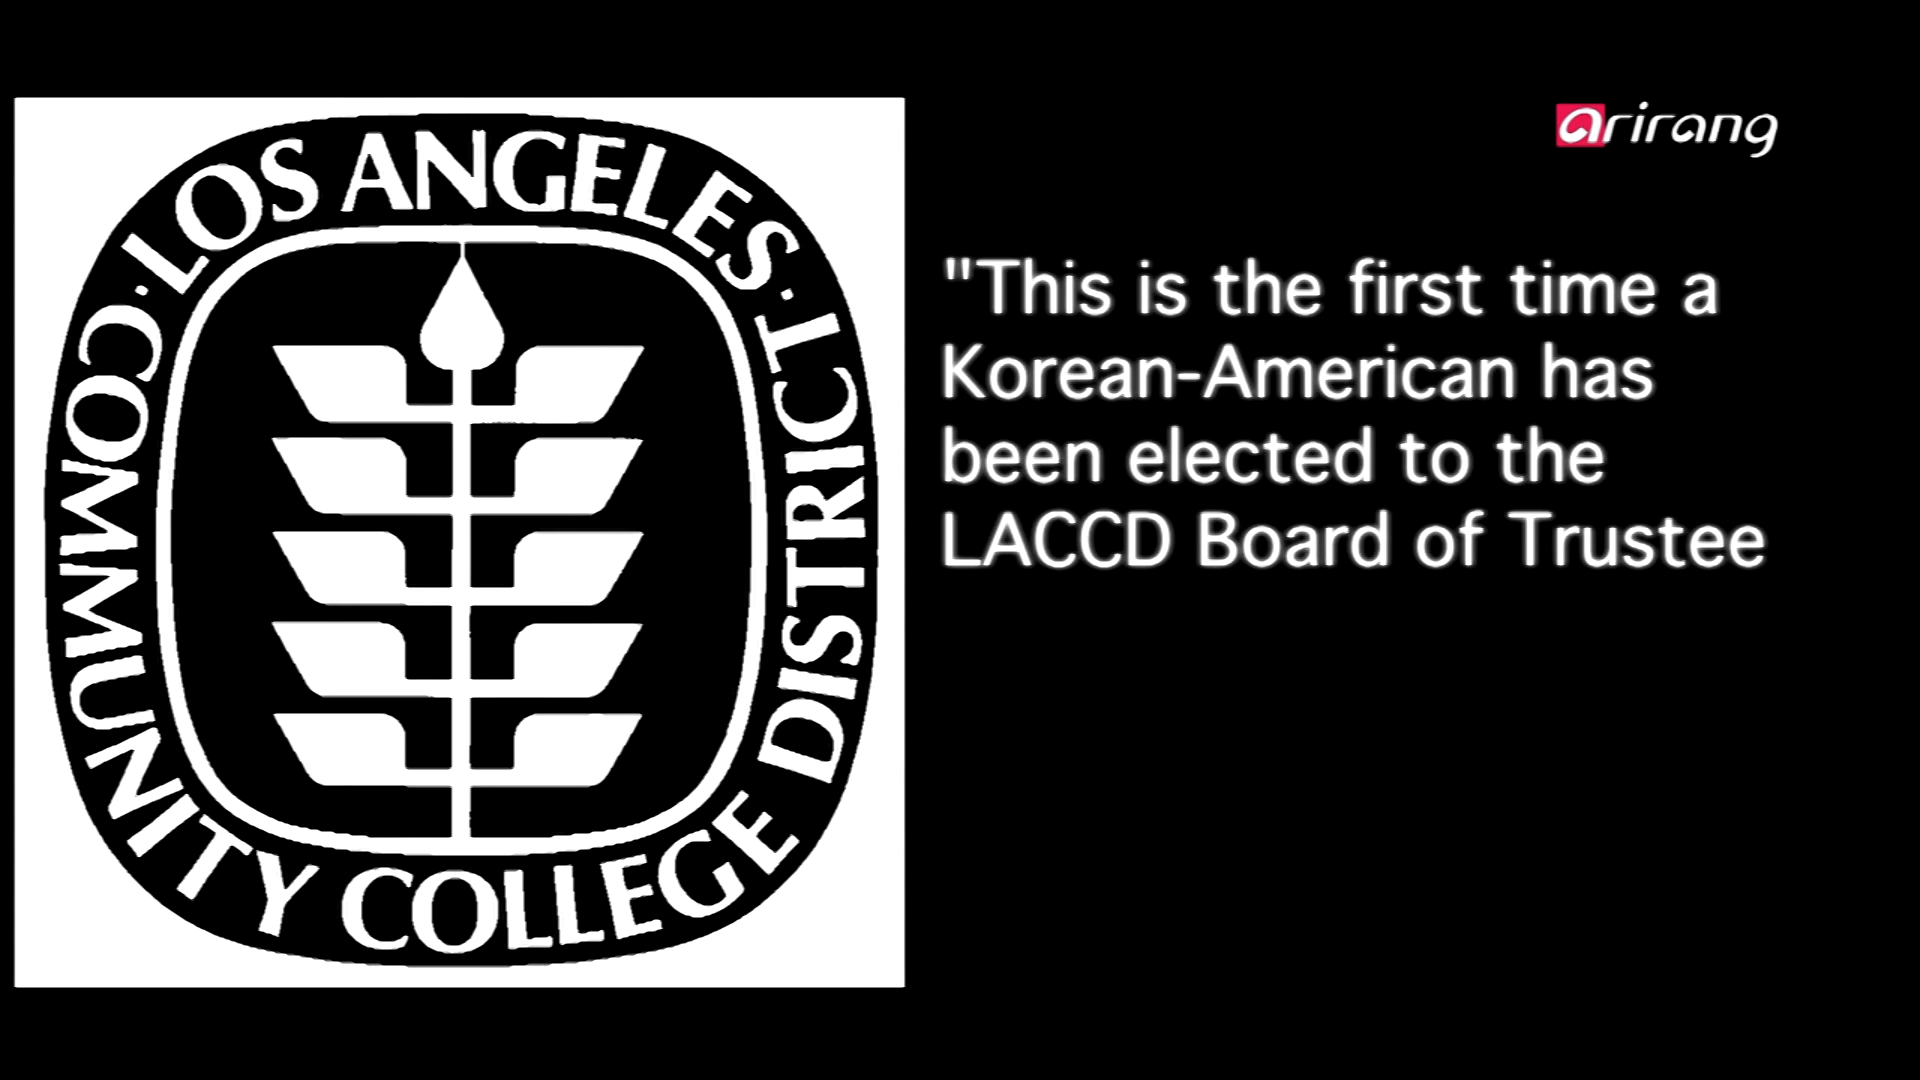 ·LOS ANGELES·
COMMUNITY COLLEGE DISTRICT
arirang
"This is the first time a
Korean-American has
been elected to the
LACCD Board of Trustee